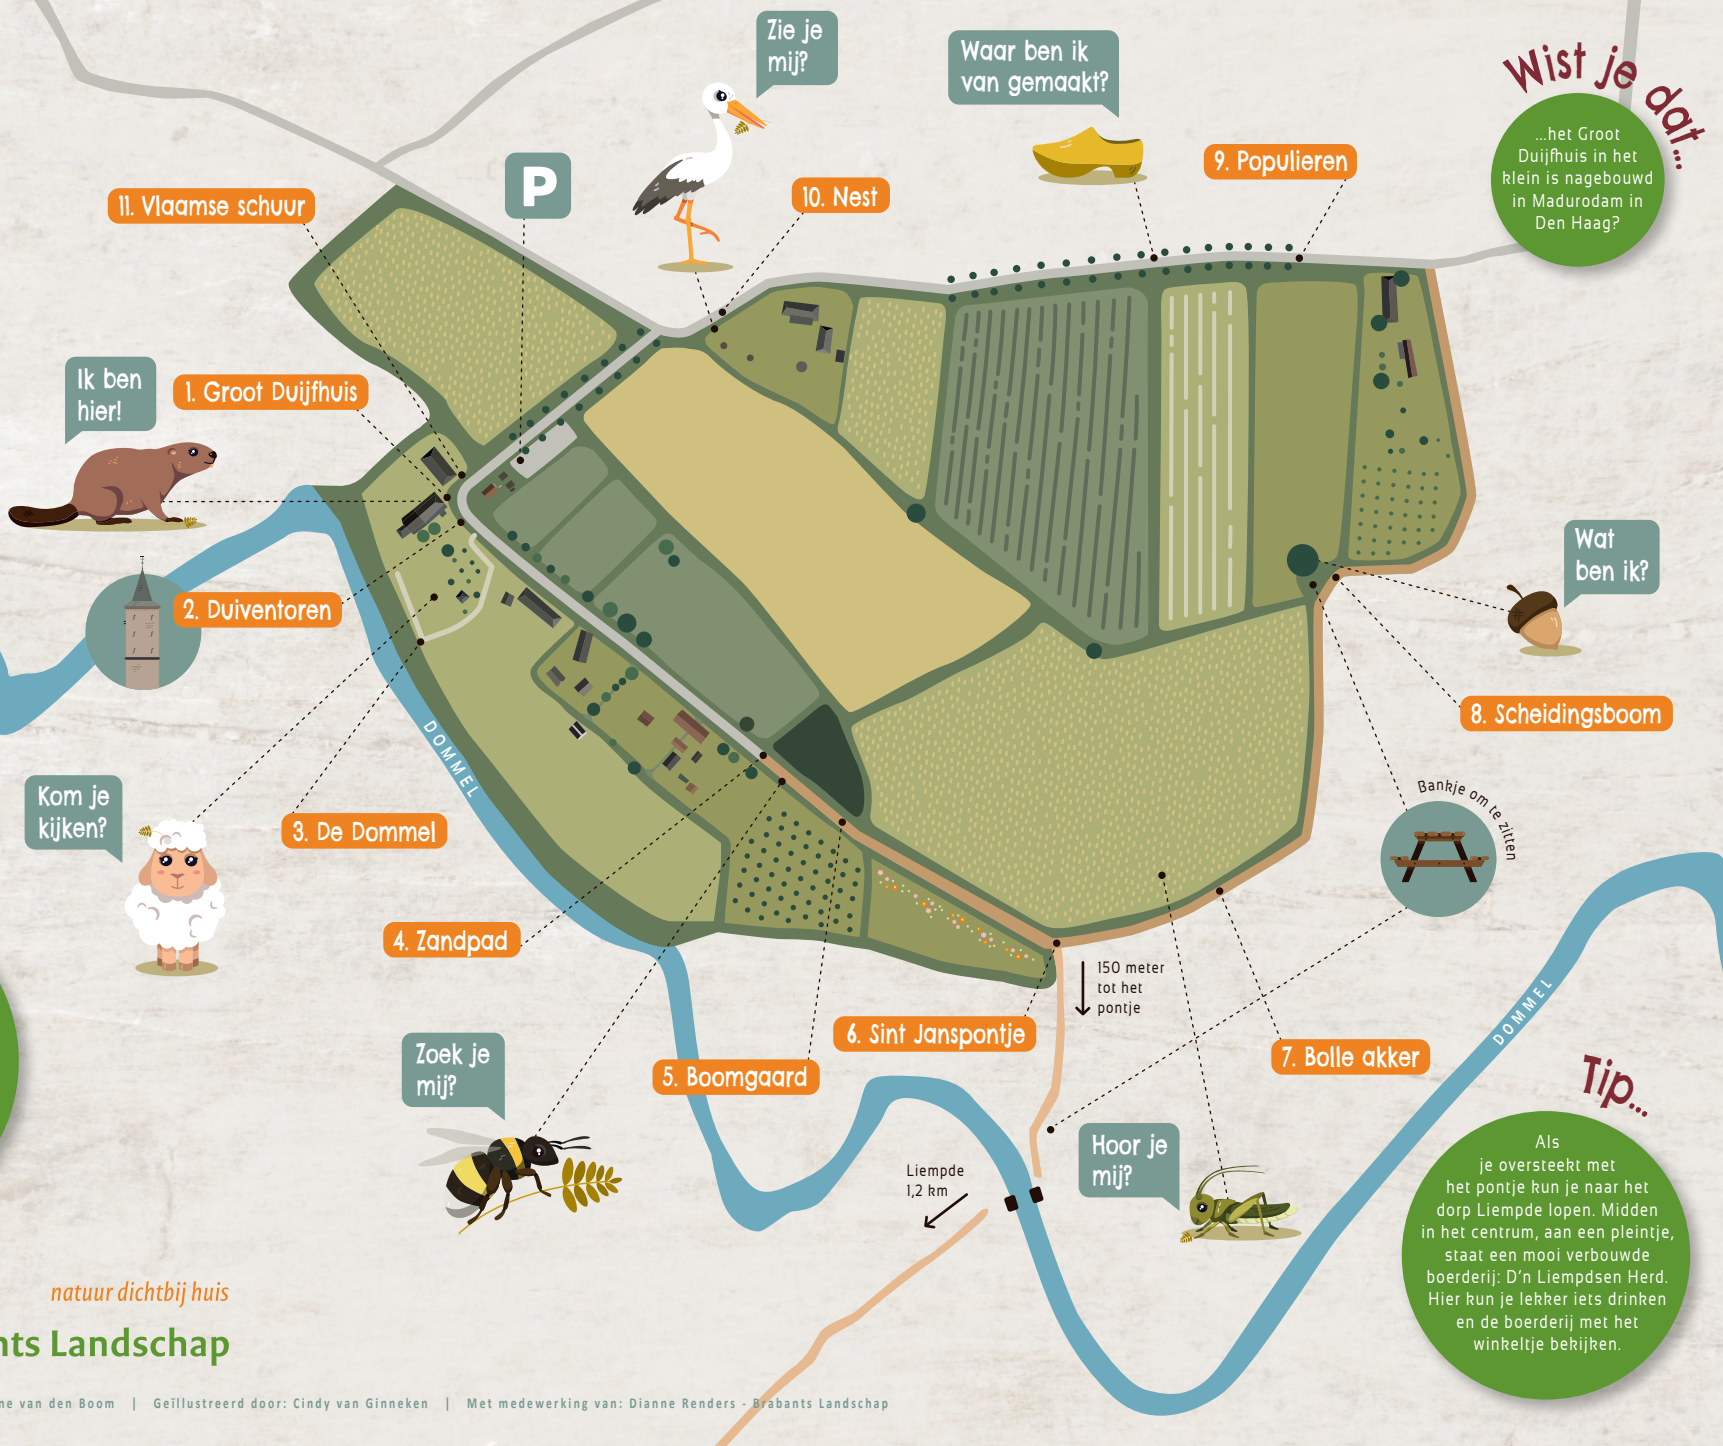 Zie je
mij?
Waar ben ik
van gemaakt?
Wist je dat...
...het Groot
Duijfhuis in het
klein is nagebouwd
in Madurodam in
Den Haag?
9. Populieren
P
10. Nest
11. Vlaamse schuur
Ik ben
hier!
1. Groot Duijfhuis
Wat
ben ik?
2. Duiventoren
8. Scheidingsboom
DOMMEL
Kom je
kijken?
3. De Dommel
Bankje om te zitten
4. Zandpad
150 meter
tot het
pontje
6. Sint Janspontje
DOMMEL
Zoek je
mij?
5. Boomgaard
7. Bolle akker
Tip...
Hoor je
mij?
Liempde
1,2 km
Als
je oversteekt met
het pontje kun je naar het
dorp Liempde lopen. Midden
in het centrum, aan een pleintje,
staat een mooi verbouwde
boerderij: D'n Liempdsen Herd.
Hier kun je lekker iets drinken
en de boerderij met het
winkeltje bekijken.
natuur dichtbij huis
Landschap
van den Boom | Geïllustreerd door: Cindy van Ginneken | Met medewerking van: Dianne Renders - Brabants Landschap